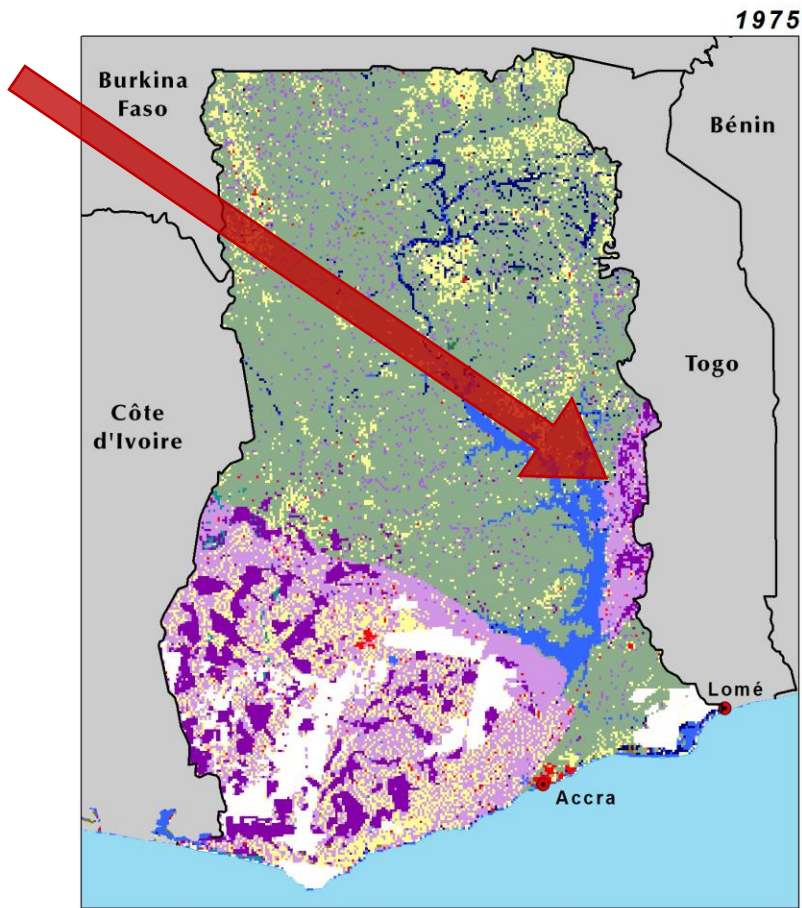 1975
Burkina
Faso
Bénin
Togo
Côte
d'Ivoire
Lomé
Accra